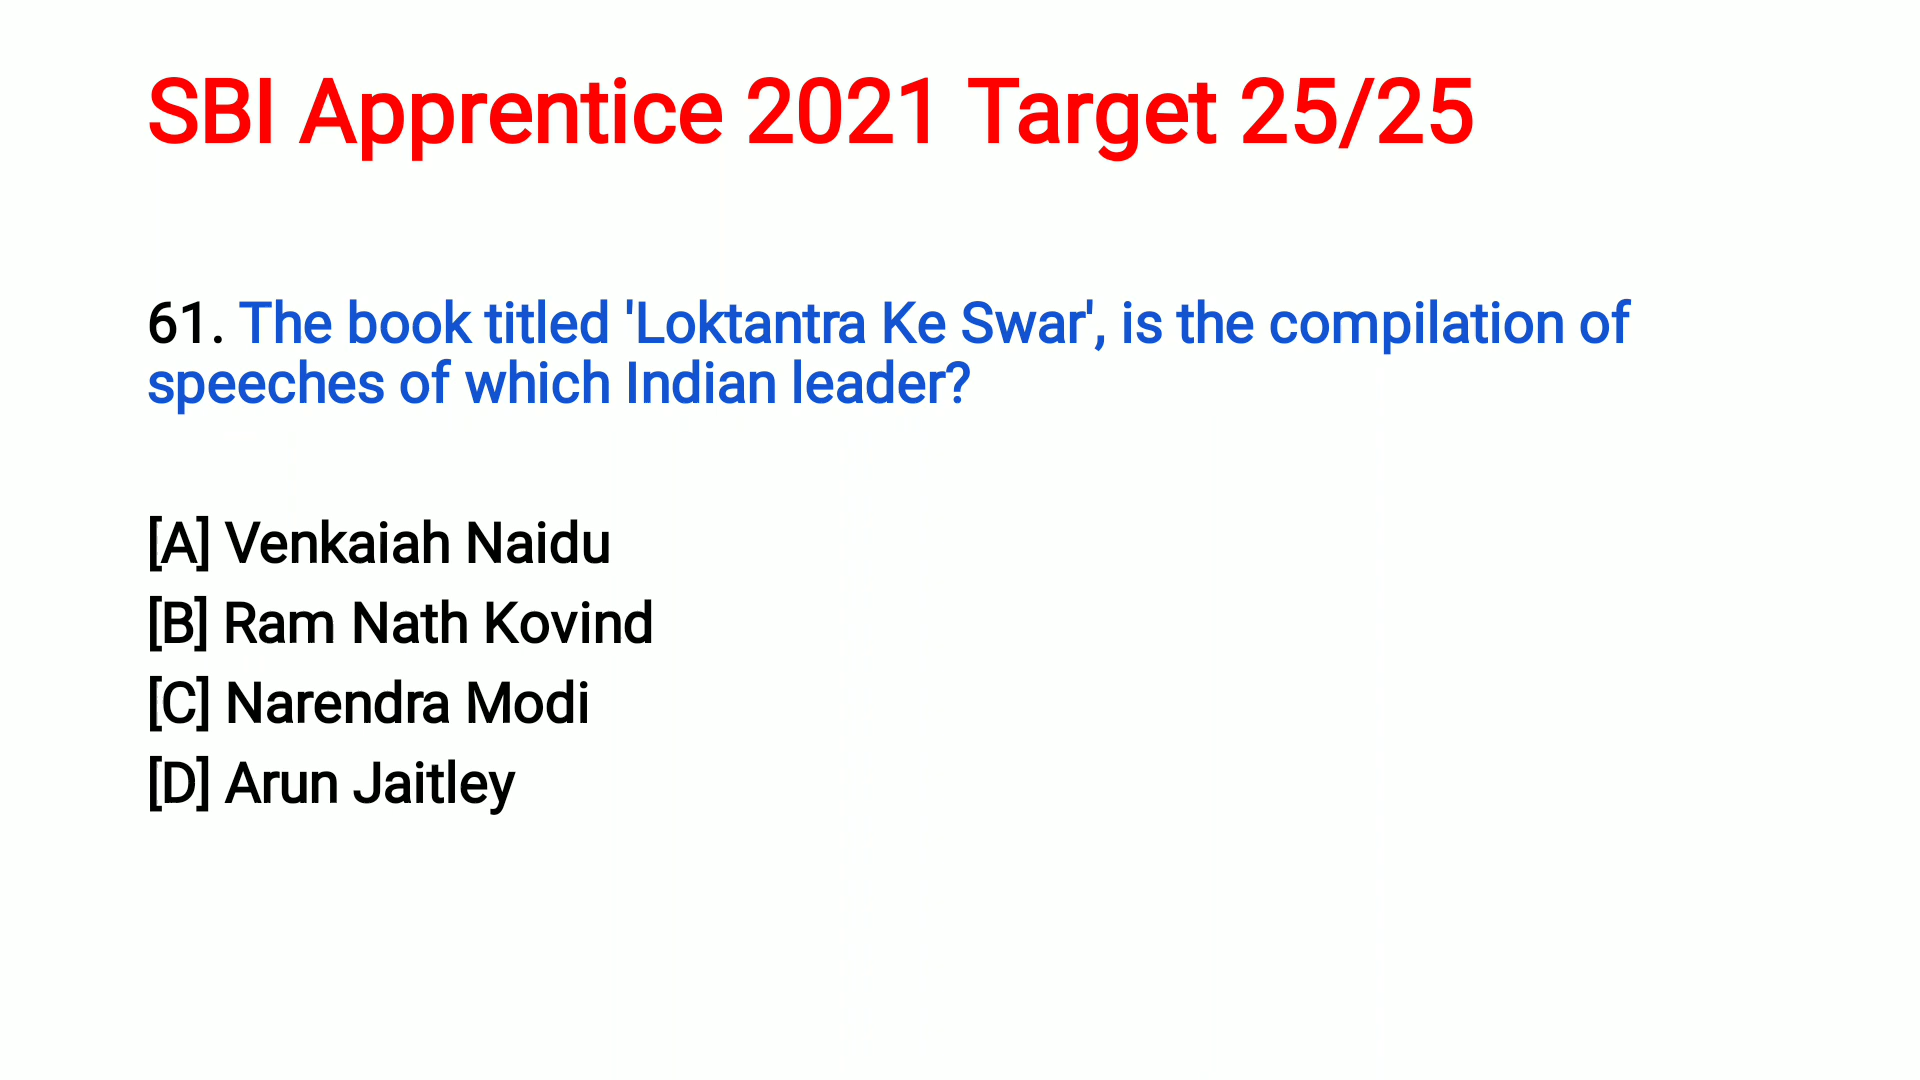 SBI Apprentice 2021 Target 25/25
61. The book titled 'Loktantra Ke Swar', is the compilation of
speeches of which Indian leader?
[A] Venkaiah Naidu
[B] Ram Nath Kovind
[C] Narendra Modi
[D] Arun Jaitley